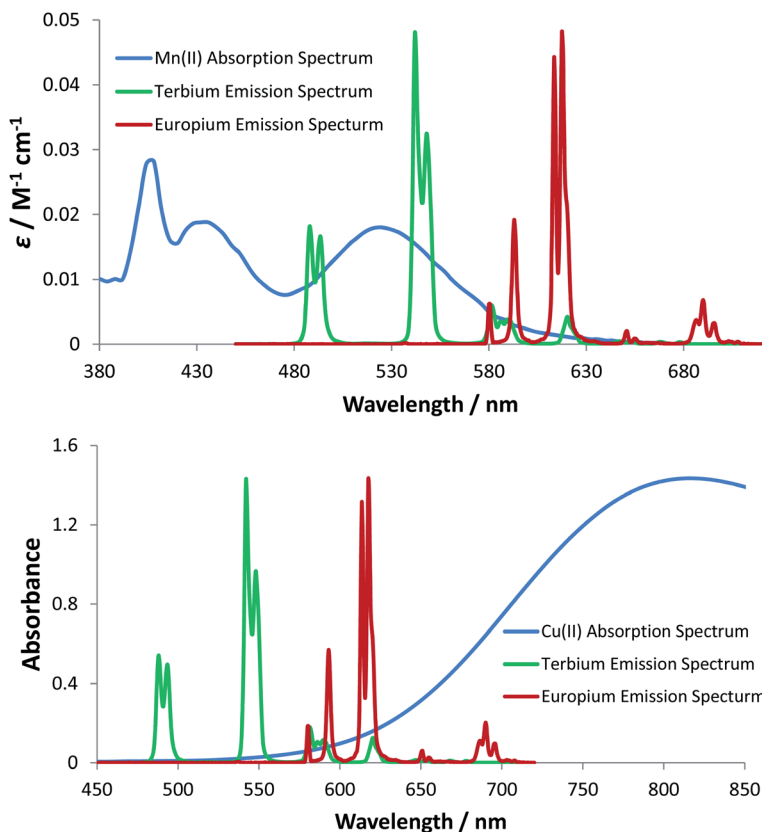 0.05
0.04
0.03
0.02
0.01
0
ε / M-1 cm-1
Mn(II) Absorption Spectrum
Terbium Emission Spectrum
Europium Emission Specturm
380 430 480 530 580 630 680
Wavelength / nm
1.6
1.2
0.8
0.4
0
Absorbance
Cu(II) Absorption Spectrum
Terbium Emission Spectrum
Europium Emission Specturm
450 500 550 600 650 700 750 800 850
Wavelength / nm